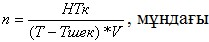 n = НТк / (Т – Тшек) * V , мұндағы